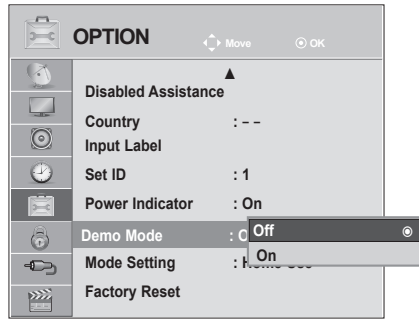 OPTION Move OK
Disabled Assistance
Country : – –
Input Label
Set ID : 1
Power Indicator : On
Demo Mode : O
Off
On
Mode Setting :
Factory Reset